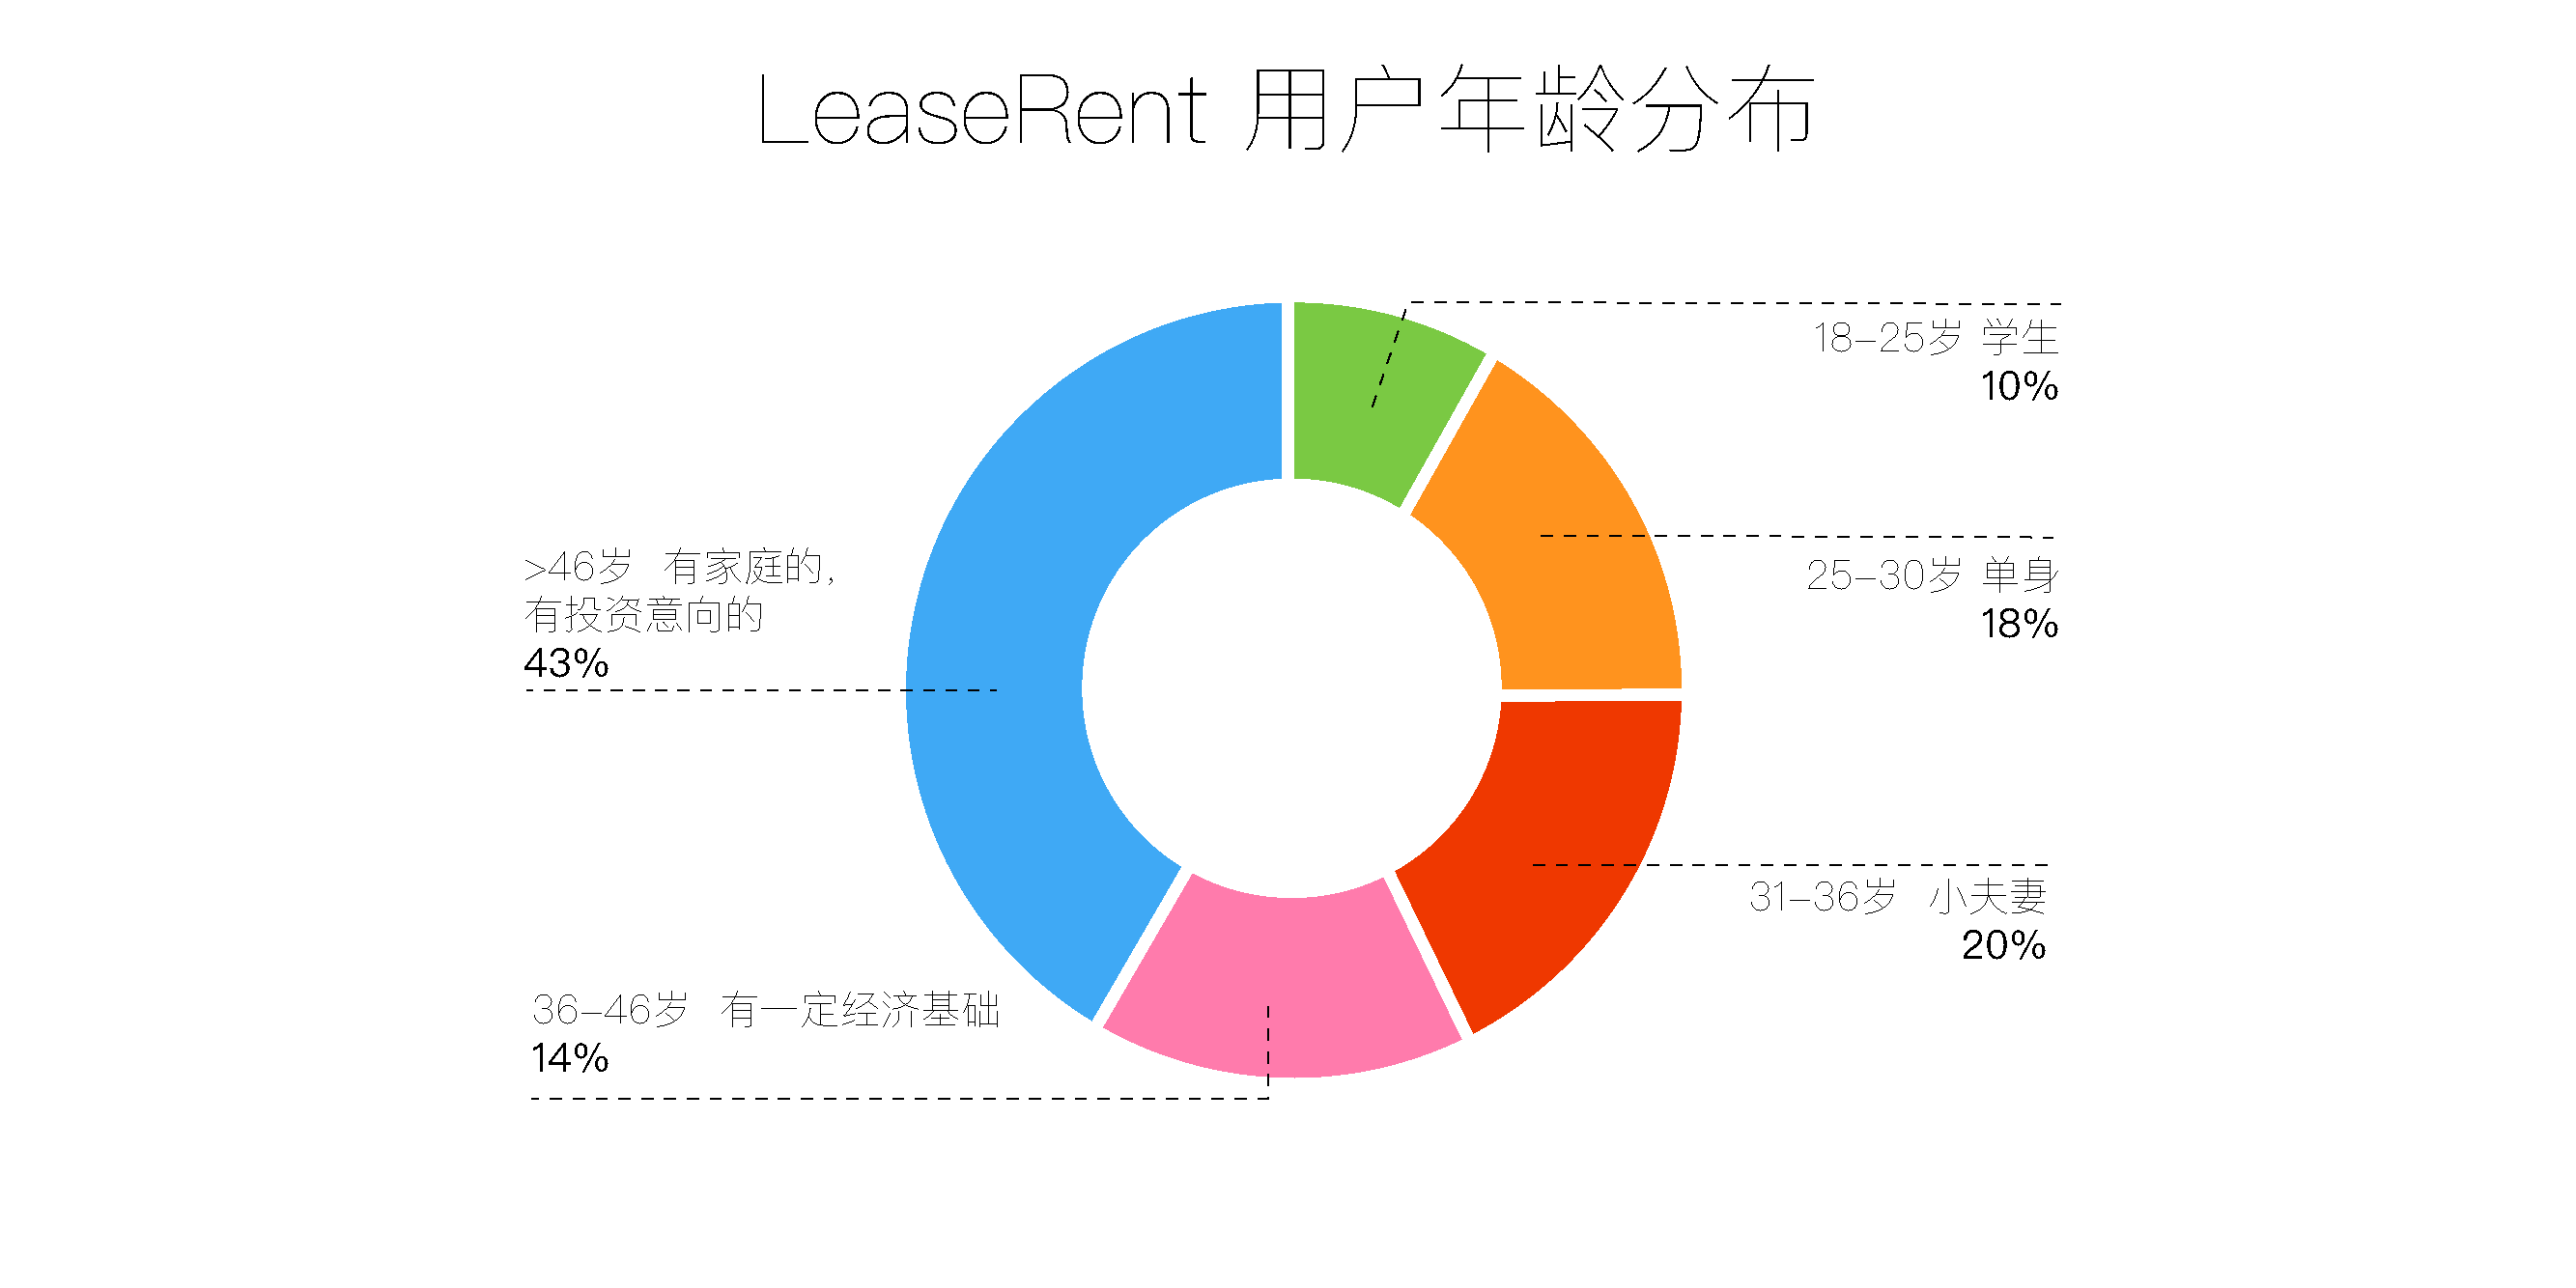 LeaseRent 用户年龄分布
18-25岁 学生
10%
25-30岁 单身
18%
31-36岁 小夫妻
20%
>46岁 有家庭的,
有投资意向的
43%
36-46岁 有一定经济基础
14%